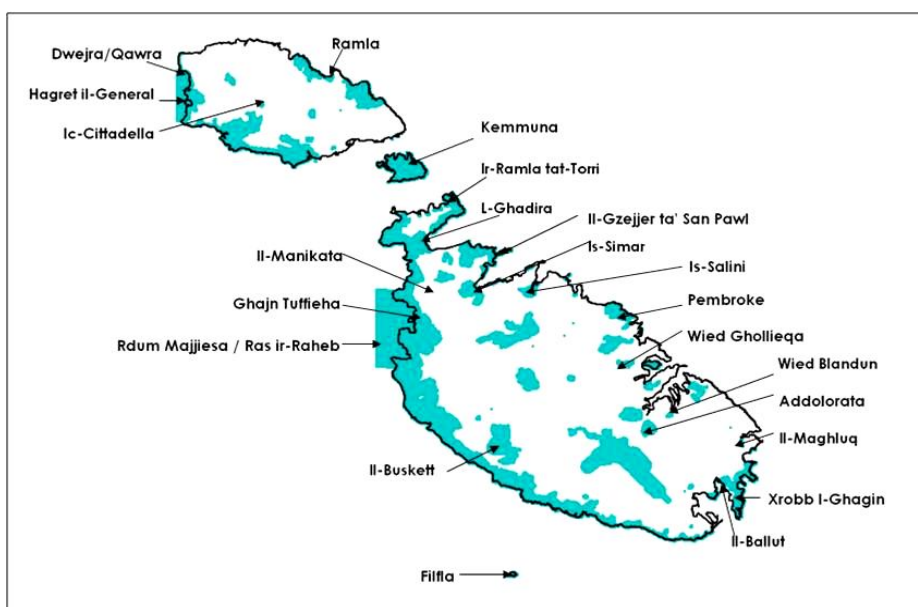 Ramla
Dwejra/Qawra
Hagret il-General
Ic-Cittadella
Kemmuna
Ir-Ramla tat-Torri
L-Ghadira
Il-Gzejjer ta' San Pawl
Is-Simar
Il-Manikata
Is-Salini
Ghajn Tuffieha
Pembroke
Rdum Majjiesa / Ras ir-Raheb
Wied Ghollieqa
Wied Blandun
Addolorata
Il-Maghluq
Il-Buskett
Xrobb l-Ghagin
Il-Ballut
Filfla